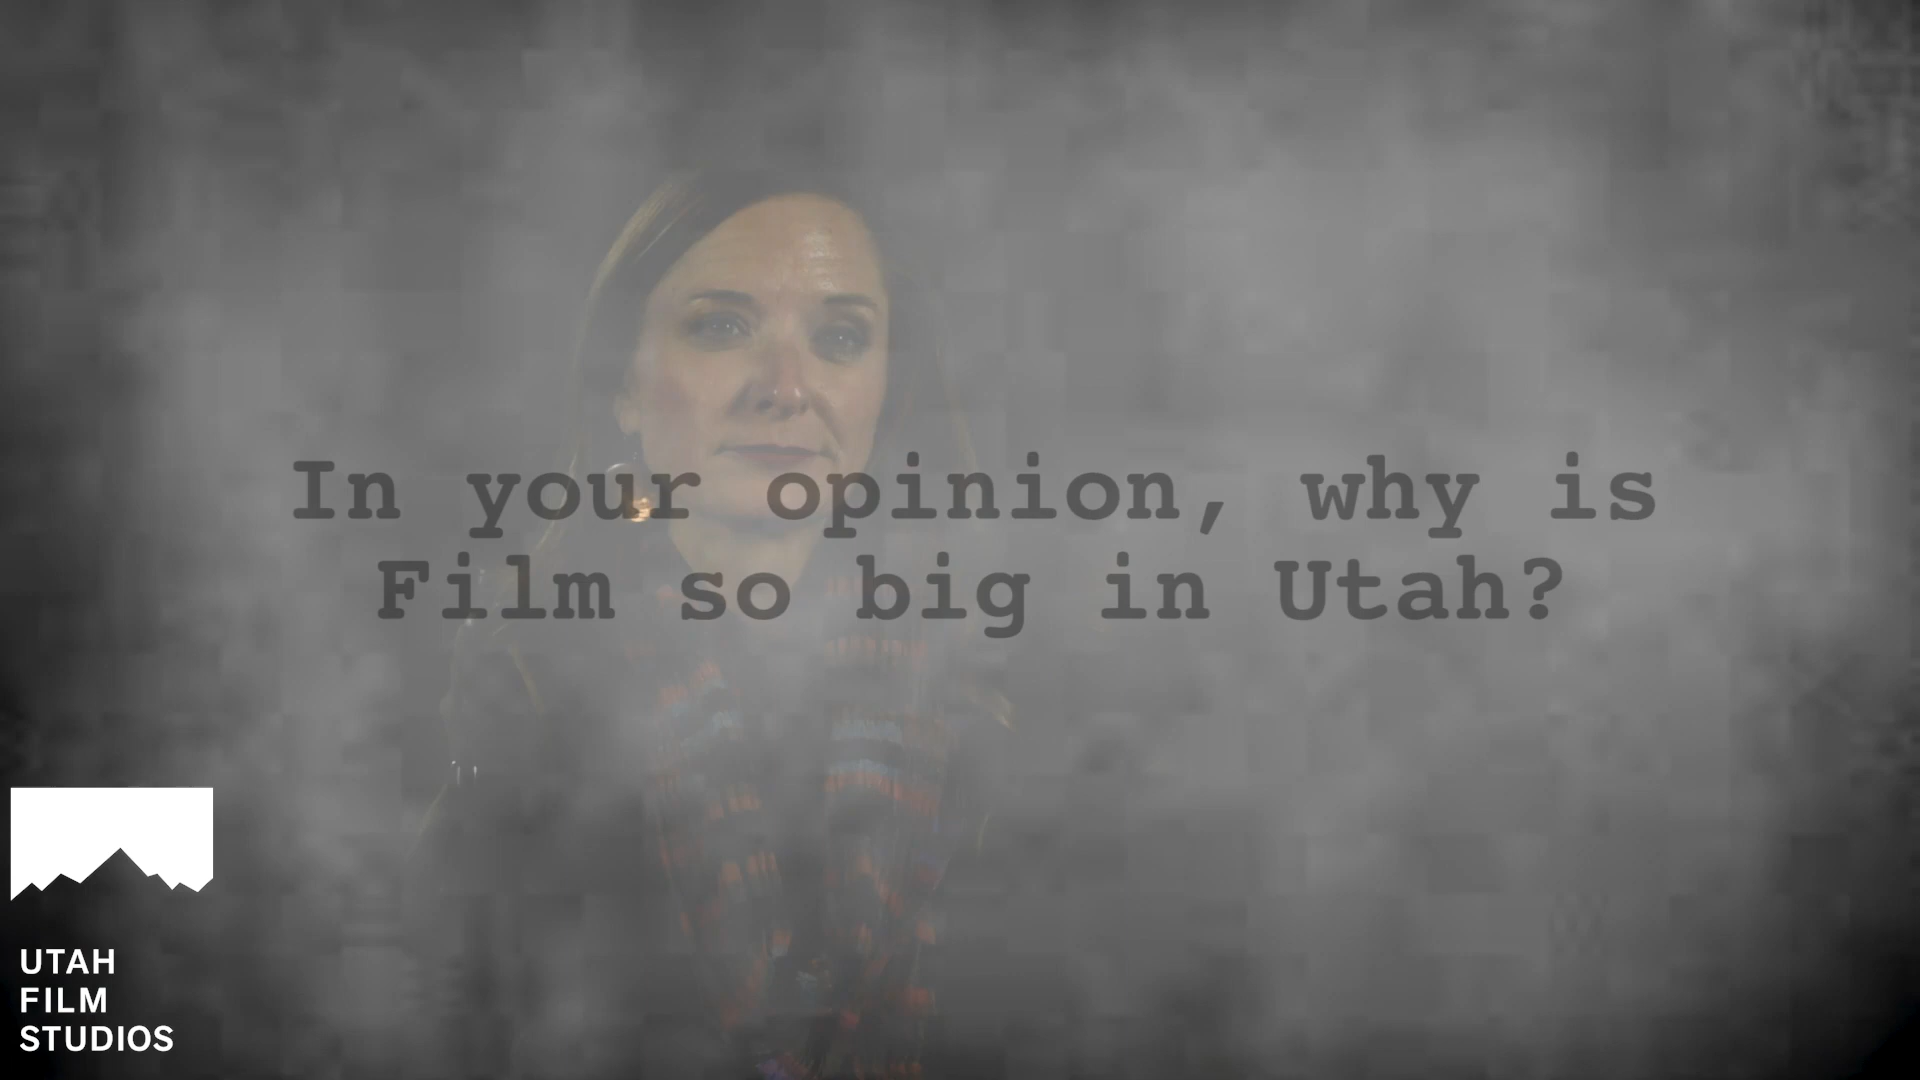 In your opinion, why is
Film so big in Utah?
UTAH
FILM
STUDIOS